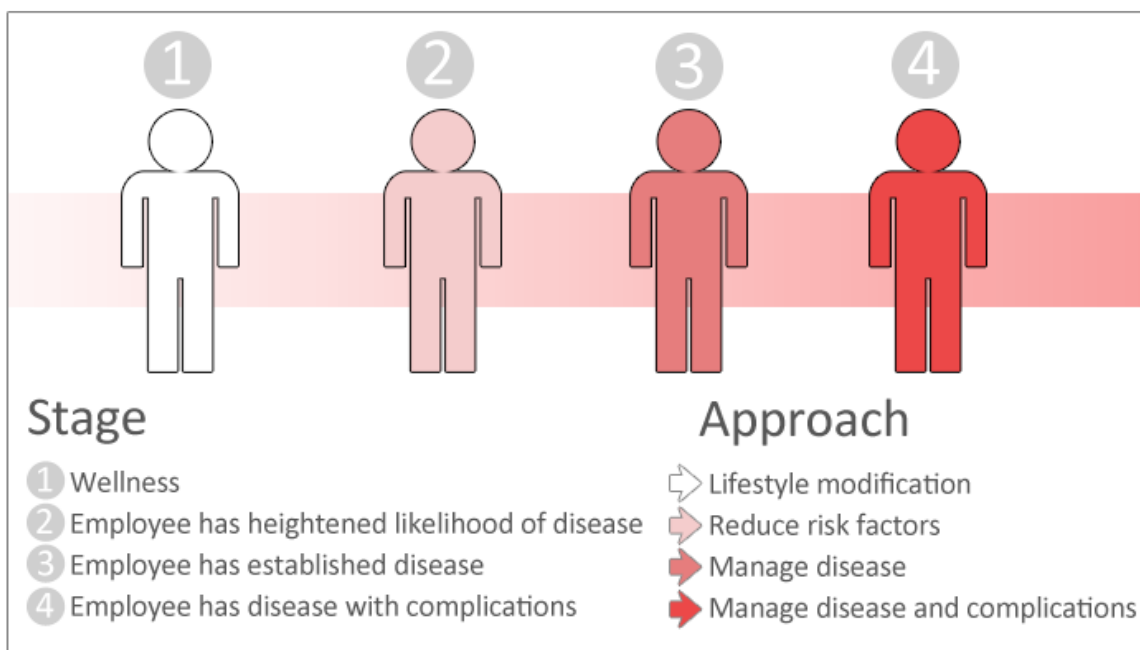 1 2 3 4
Stage
1 Wellness
2 Employee has heightened likelihood of disease
3 Employee has established disease
4 Employee has disease with complications
Approach
Lifestyle modification
Reduce risk factors
Manage disease
Manage disease and complications